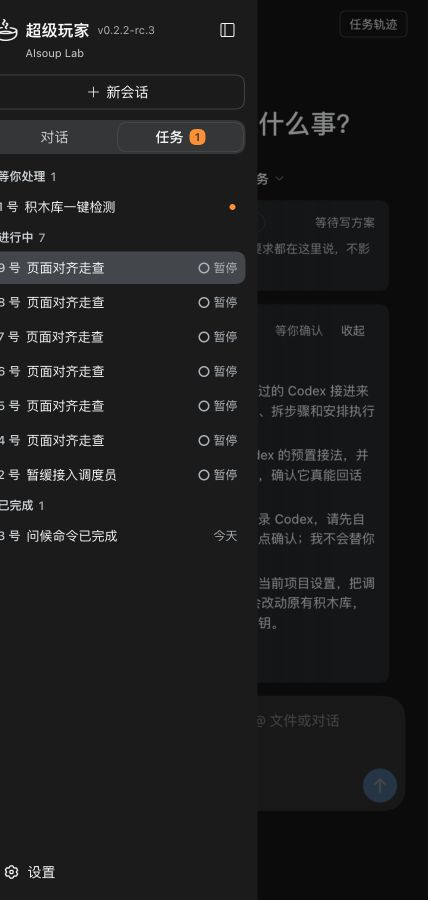 超级玩家 v0.2.2-rc.3
AIsoup Lab
任务轨迹
+ 新会话
什么事?
对话
任务 1
等你处理 1
务
1 号 积木库一键检测
等待写方案
进行中 7
要求都在这里说，不影
9 号 页面对齐走查 暂停
8 号 页面对齐走查 暂停
7 号 页面对齐走查 暂停
等你确认 收起
6 号 页面对齐走查 暂停
5 号 页面对齐走查 暂停
4 号 页面对齐走查 暂停
2 号 暂缓接入调度员 暂停
已完成 1
3 号 问候命令已完成 今天
过的 Codex 接进来
、拆步骤和安排执行
dex 的预置接法，并
，确认它真能回话
录 Codex，请先自
点确认；我不会替你
当前项目设置，把调
会改动原有积木库，
钥。
@ 文件或对话
设置